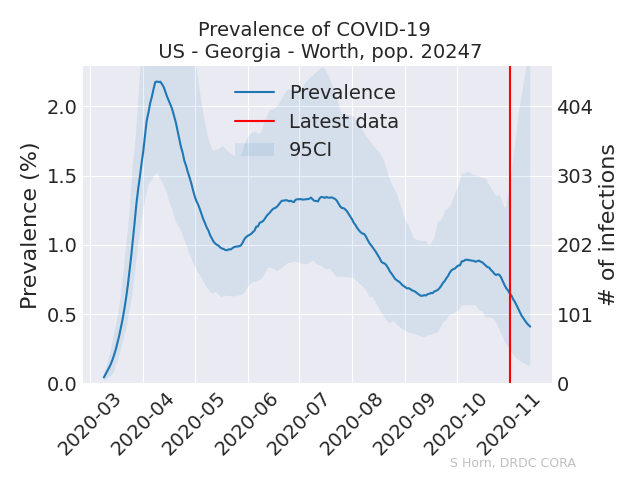 Prevalence of COVID-19
US - Georgia - Worth, pop. 20247
Prevalence
Latest data
95CI
Prevalence (%)
2.0
1.5
1.0
0.5
0.0
404
303
202
101
0
# of infections
2020-03
2020-04
2020-05
2020-06
2020-07
2020-08
2020-09
2020-10
2020-11
S Horn, DRDC CORA